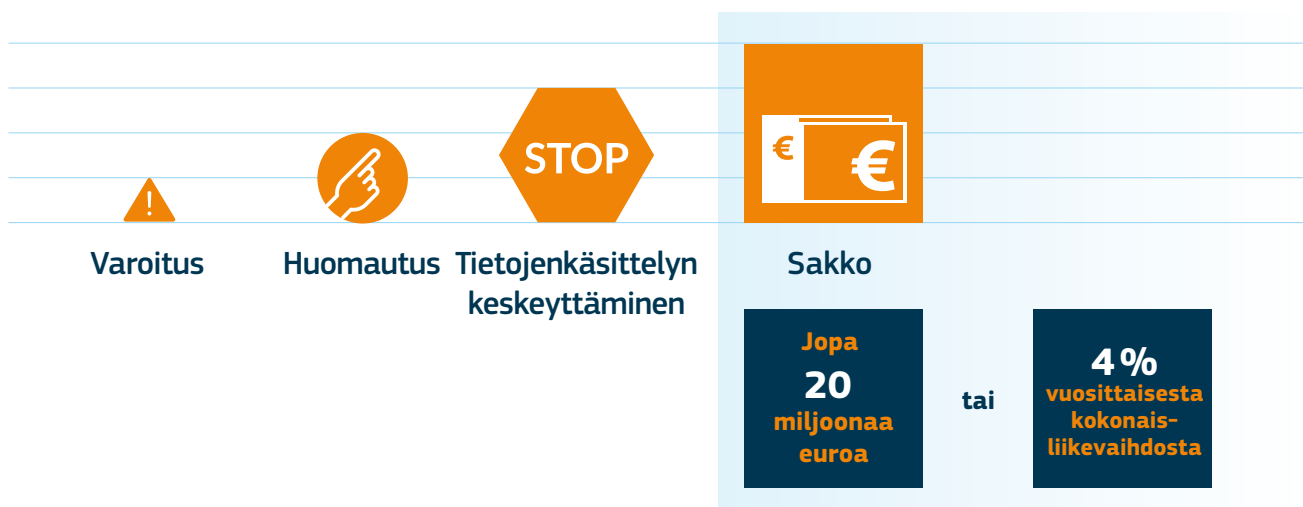 !
STOP
€
€
Varoitus
Huomautus
Tietojenkäsittelyn
keskeyttäminen
Sakko
Jopa
20
miljoonaa
euroa
tai
4 %
vuosittaisesta
kokonais-
liikevaihdosta